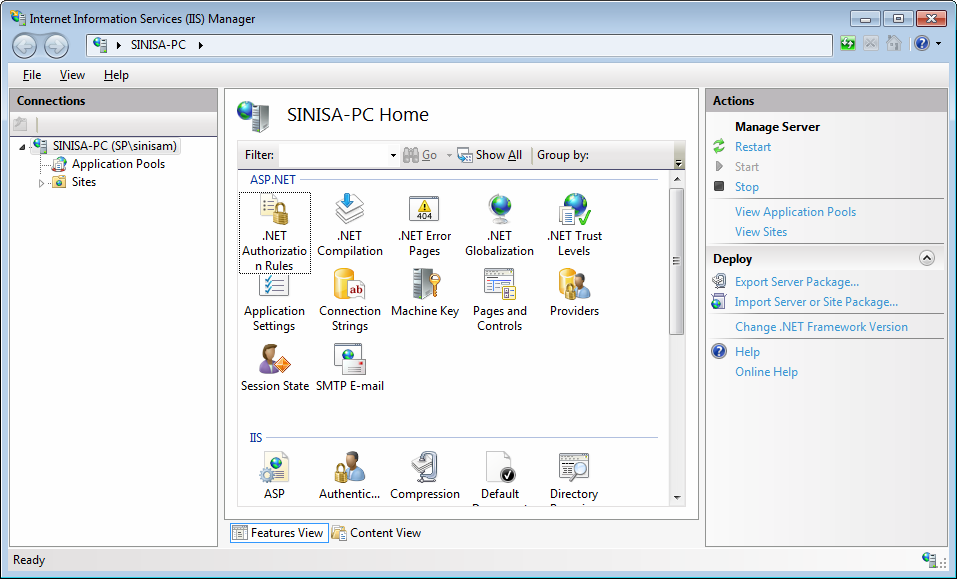 Internet Information Services (IIS) Manager
SINISA-PC
File View Help
Connections
SINISA-PC (SP\sinisam)
Application Pools
Sites
SINISA-PC Home
Filter: Go Show All Group by:
ASP.NET
.NET
Authorizatio
n Rules
.NET
Compilation
.NET Error
Pages
.NET
Globalization
.NET Trust
Levels
404
Application
Settings
ab
Connection
Strings
Machine Key
Pages and
Controls
Providers
Session State
SMTP E-mail
IIS
ASP
Authentic...
Compression
Default
Directory
Features View
Content View
Actions
Manage Server
Restart
Start
Stop
View Application Pools
View Sites
Deploy
Export Server Package...
Import Server or Site Package...
Change .NET Framework Version
Help
Online Help
Ready